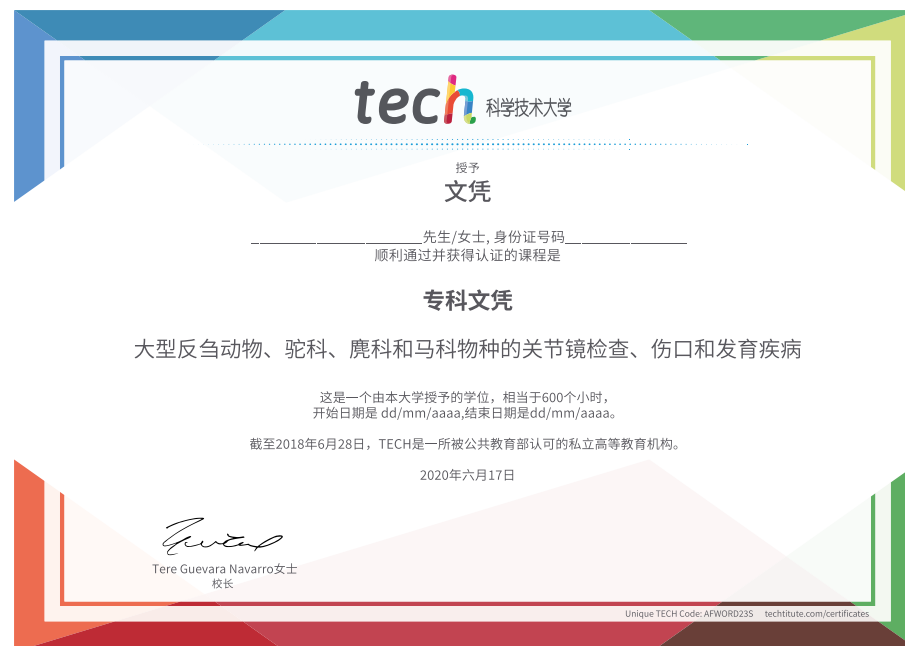 tech 科学技术大学
授予
文凭
________________________先生/女士, 身份证号码_________________
顺利通过并获得认证的课程是
专科文凭
大型反刍动物、驼科、麂科和马科物种的关节镜检查、伤口和发育疾病
这是一个由本大学授予的学位，相当于600个小时，
开始日期是 dd/mm/aaaa,结束日期是dd/mm/aaaa。
截至2018年6月28日，TECH是一所被公共教育部认可的私立高等教育机构。
2020年六月17日
Tere Guevara Navarro女士
校长
Unique TECH Code: AFWORD23S techtitute.com/certificates